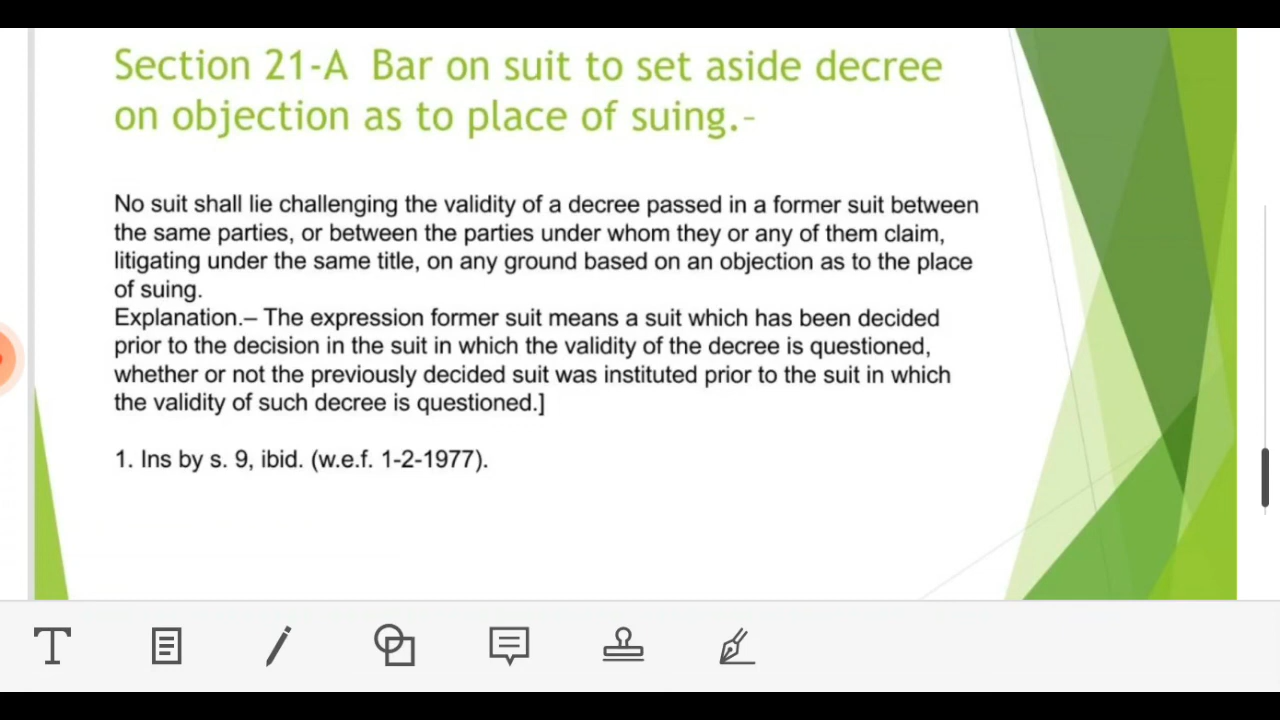 Section 21-A  Bar on suit to set aside decree
on objection as to place of suing.–
No suit shall lie challenging the validity of a decree passed in a former suit between
the same parties, or between the parties under whom they or any of them claim,
litigating under the same title, on any ground based on an objection as to the place
of suing.
Explanation.– The expression former suit means a suit which has been decided
prior to the decision in the suit in which the validity of the decree is questioned,
whether or not the previously decided suit was instituted prior to the suit in which
the validity of such decree is questioned.]
1. Ins by s. 9, ibid. (w.e.f. 1-2-1977).
T